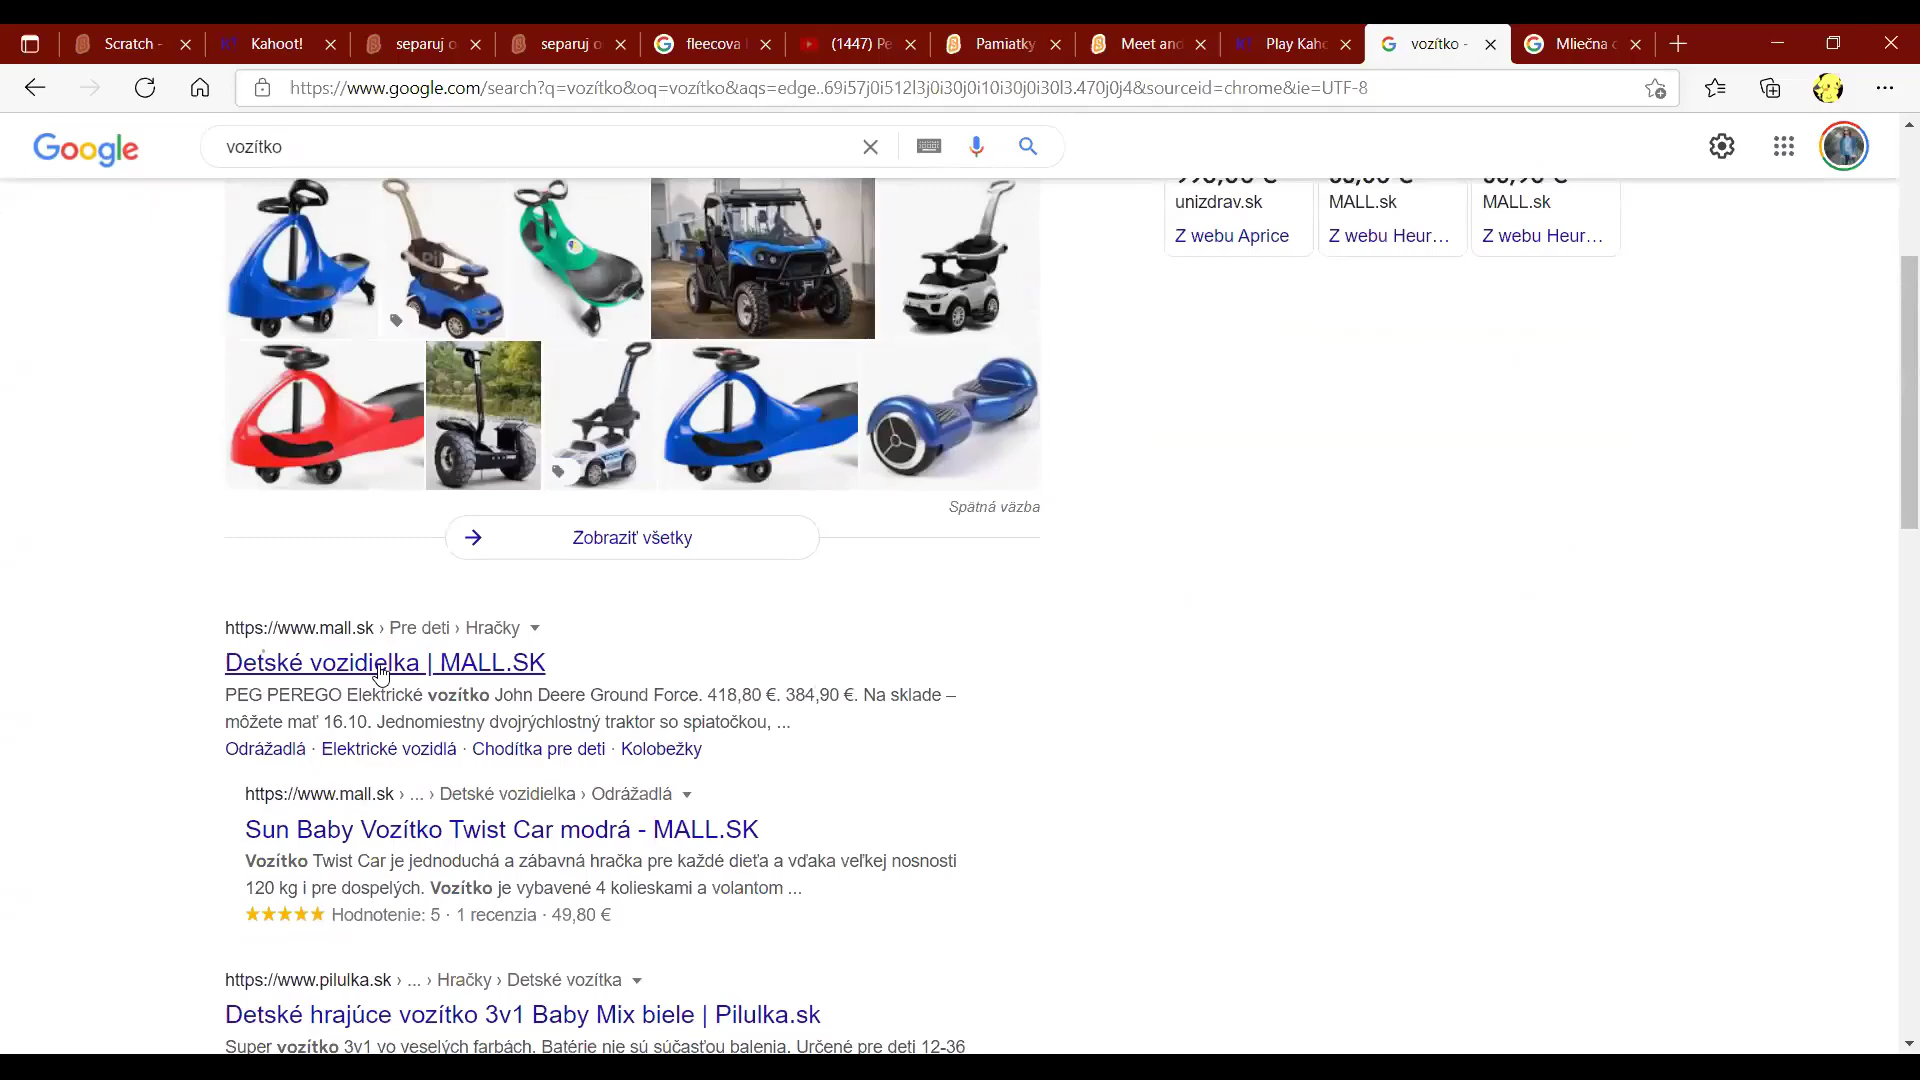 Scratch - Kahoot! separuj o separuj o fleecova (1447) Pe Pamiatky Meet and Play Kaho vozítko - Mliečna c
https://www.google.com/search?q=vozítko&oq=vozítko&aqs=edge..69i57j0i512l3j0i30j0i10i30j0i30l3.470j0j4&sourceid=chrome&ie=UTF-8
Google vozítko
unizdrav.sk MALL.sk MALL.sk
Z webu Aprice Z webu Heur... Z webu Heur...
Spätná väzba
Zobraziť všetky
https://www.mall.sk › Pre deti › Hračky
Detské vozidielka | MALL.SK
PEG PEREGO Elektrické vozítko John Deere Ground Force. 418,80 €. 384,90 €. Na sklade –
môžete mať 16.10. Jednomiestny dvojrýchlostný traktor so spiatočkou, ...
Odrážadlá · Elektrické vozidlá · Chodítka pre deti · Kolobežky
https://www.mall.sk › ... › Detské vozidielka › Odrážadlá
Sun Baby Vozítko Twist Car modrá - MALL.SK
Vozítko Twist Car je jednoduchá a zábavná hračka pre každé dieťa a vďaka veľkej nosnosti
120 kg i pre dospelých. Vozítko je vybavené 4 kolieskami a volantom ...
★★★★★ Hodnotenie: 5 · 1 recenzia · 49,80 €
https://www.pilulka.sk › ... › Hračky › Detské vozítka
Detské hrajúce vozítko 3v1 Baby Mix biele | Pilulka.sk
Super vozítko 3v1 vo veselých farbách. Batérie nie sú súčasťou balenia. Určené pre deti 12-36